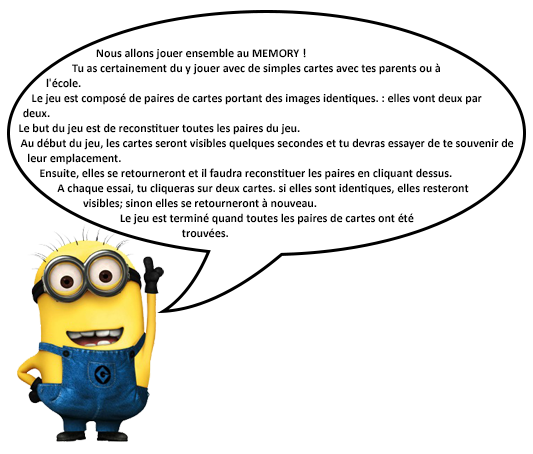 Nous allons jouer ensemble au MEMORY !
Tu as certainement du y jouer avec de simples cartes avec tes parents ou à
l'école.
Le jeu est composé de paires de cartes portant des images identiques. : elles vont deux par
deux.
Le but du jeu est de reconstituer toutes les paires du jeu.
Au début du jeu, les cartes seront visibles quelques secondes et tu devras essayer de te souvenir de
leur emplacement.
Ensuite, elles se retourneront et il faudra reconstituer les paires en cliquant dessus.
A chaque essai, tu cliqueras sur deux cartes. si elles sont identiques, elles resteront
visibles; sinon elles se retourneront à nouveau.
Le jeu est terminé quand toutes les paires de cartes ont été
trouvées.